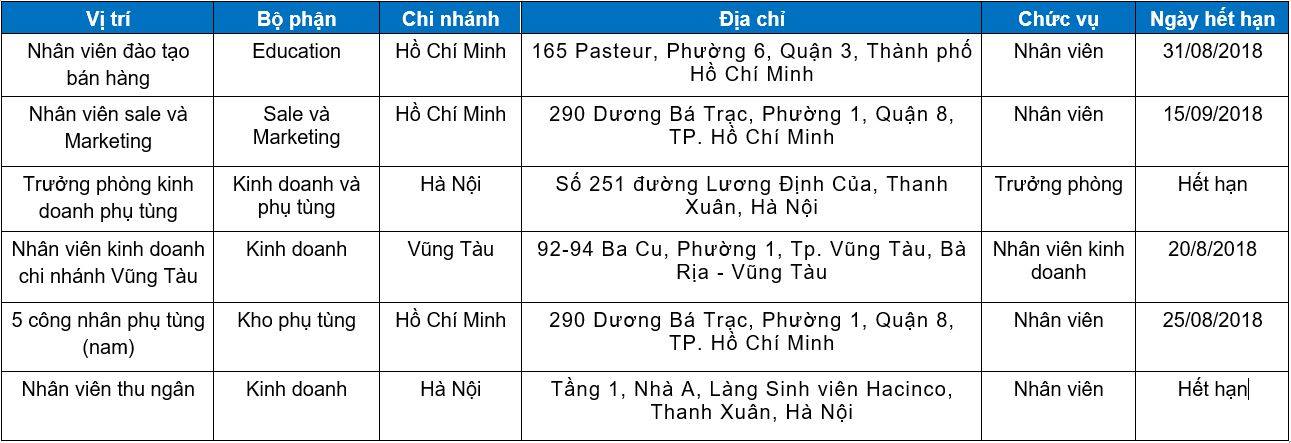 Vị trí Bộ phận Chi nhánh Địa chỉ Chức vụ Ngày hết hạn
Nhân viên đào tạo Education Hồ Chí Minh 165 Pasteur, Phường 6, Quận 3, Thành phố Nhân viên 31/08/2018
bán hàng Hồ Chí Minh
Nhân viên sale và Sale và Hồ Chí Minh 290 Dương Bá Trạc, Phường 1, Quận 8, Nhân viên 15/09/2018
Marketing Marketing TP. Hồ Chí Minh
Trưởng phòng kinh Kinh doanh và Hà Nội Số 251 đường Lương Định Của, Thanh Trưởng phòng Hết hạn
doanh phụ tùng phụ tùng Xuân, Hà Nội
Nhân viên kinh doanh Kinh doanh Vũng Tàu 92-94 Ba Cu, Phường 1, Tp. Vũng Tàu, Bà Nhân viên kinh 20/8/2018
chi nhánh Vũng Tàu Rịa - Vũng Tàu doanh
5 công nhân phụ tùng Kho phụ tùng Hồ Chí Minh 290 Dương Bá Trạc, Phường 1, Quận 8, Nhân viên 25/08/2018
(nam) TP. Hồ Chí Minh
Nhân viên thu ngân Kinh doanh Hà Nội Tầng 1, Nhà A, Làng Sinh viên Hacinco, Nhân viên Hết hạn
Thanh Xuân, Hà Nội